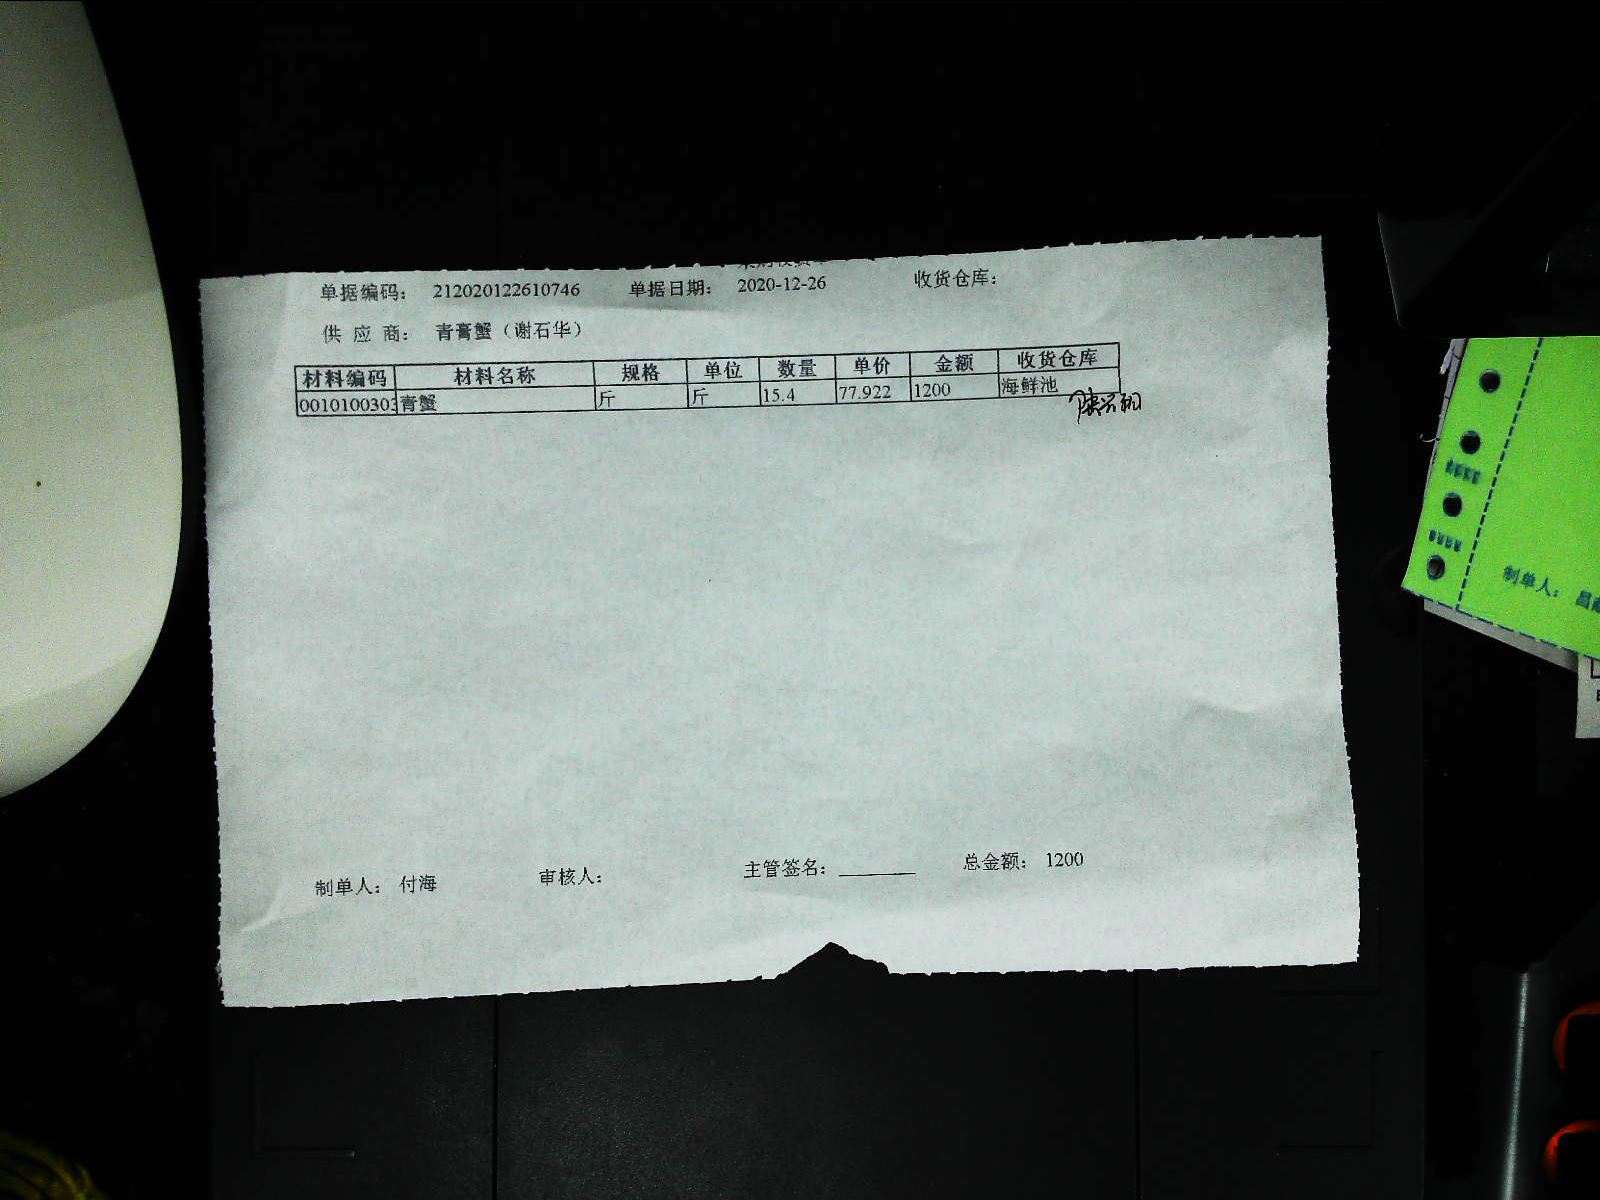 单据编码： 212020122610746 单据日期： 2020-12-26 收货仓库：
供 应 商： 青膏蟹（谢石华）
材料编码 材料名称 规格 单位 数量 单价 金额 收货仓库
0010100303 青蟹 斤 斤 15.4 77.922 1200 海鲜池
制单人： 付海 审核人： 主管签名：______ 总金额： 1200
制单人：